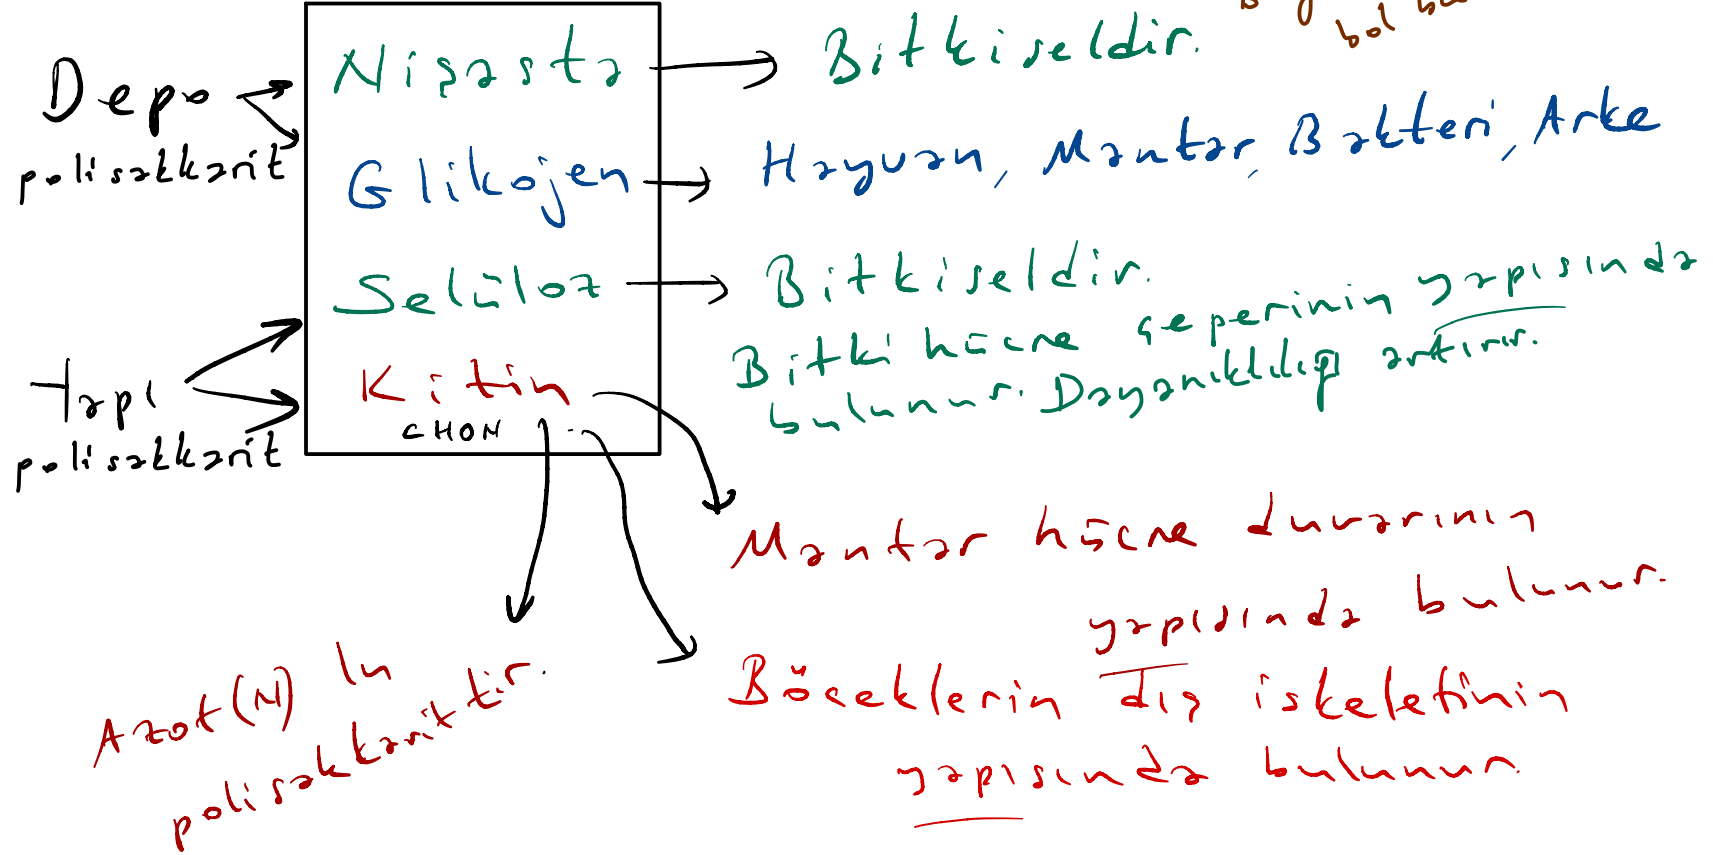 bol
Depo
polisakkarit
Nişasta
Bitkiseldir.
Glikojen
Hayvan, Mantar, Bakteri, Arke
Yapı
polisakkarit
Selüloz
Bitkiseldir.
Bitki hücre çeperinin yapısında
bulunur. Dayanıklılığı artırır.
Kitin
CHON
Mantar hücre duvarının
yapısında bulunur.
Böceklerin dış iskeletinin
yapısında bulunur.
Azot(N) lu
polisakkarittir.